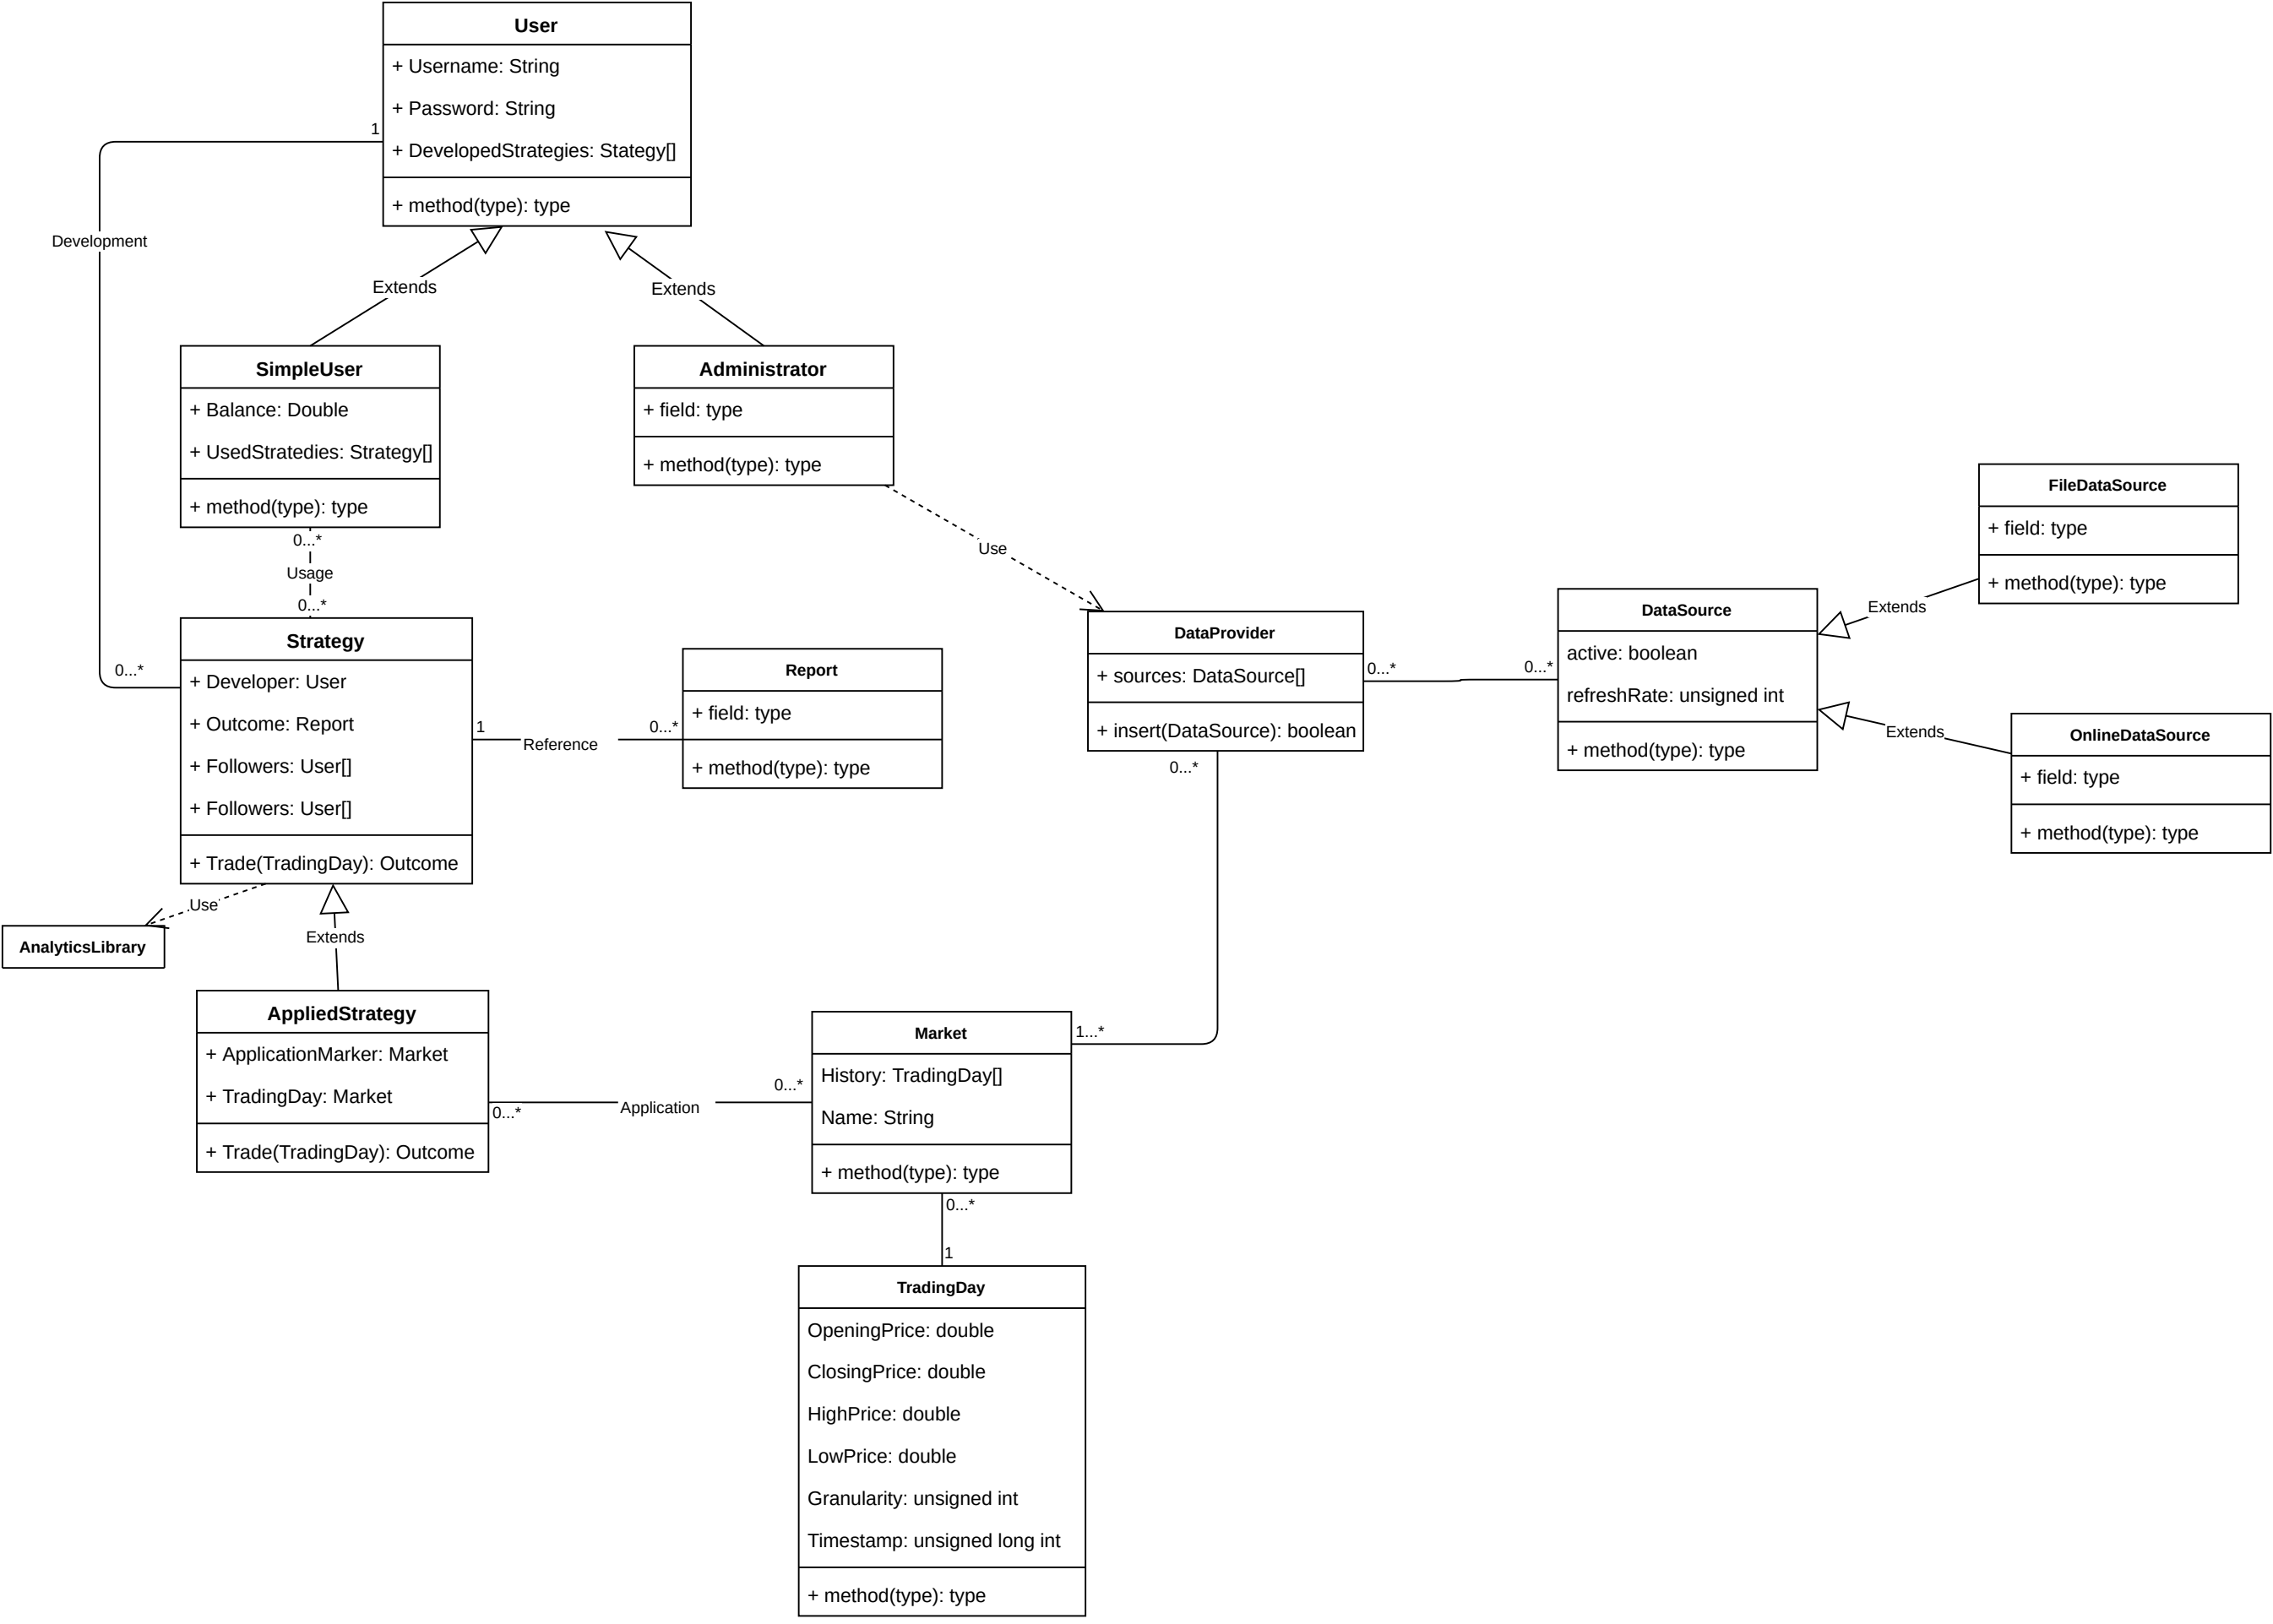 User
+ Username: String
+ Password: String
+ DevelopedStrategies: Stategy[]
+ method(type): type
1
Development
0...*
Extends
Extends
SimpleUser
+ Balance: Double
+ UsedStratedies: Strategy[]
+ method(type): type
Administrator
+ field: type
+ method(type): type
0...*
Usage
0...*
Use
Strategy
+ Developer: User
+ Outcome: Report
+ Followers: User[]
+ Followers: User[]
+ Trade(TradingDay): Outcome
1
Reference
0...*
Report
+ field: type
+ method(type): type
DataProvider
+ sources: DataSource[]
+ insert(DataSource): boolean
0...*
0...*
DataSource
active: boolean
refreshRate: unsigned int
+ method(type): type
Extends
FileDataSource
+ field: type
+ method(type): type
Extends
OnlineDataSource
+ field: type
+ method(type): type
0...*
1...*
Use
AnalyticsLibrary
Extends
AppliedStrategy
+ ApplicationMarker: Market
+ TradingDay: Market
+ Trade(TradingDay): Outcome
0...*
Application
0...*
Market
History: TradingDay[]
Name: String
+ method(type): type
0...*
1
TradingDay
OpeningPrice: double
ClosingPrice: double
HighPrice: double
LowPrice: double
Granularity: unsigned int
Timestamp: unsigned long int
+ method(type): type